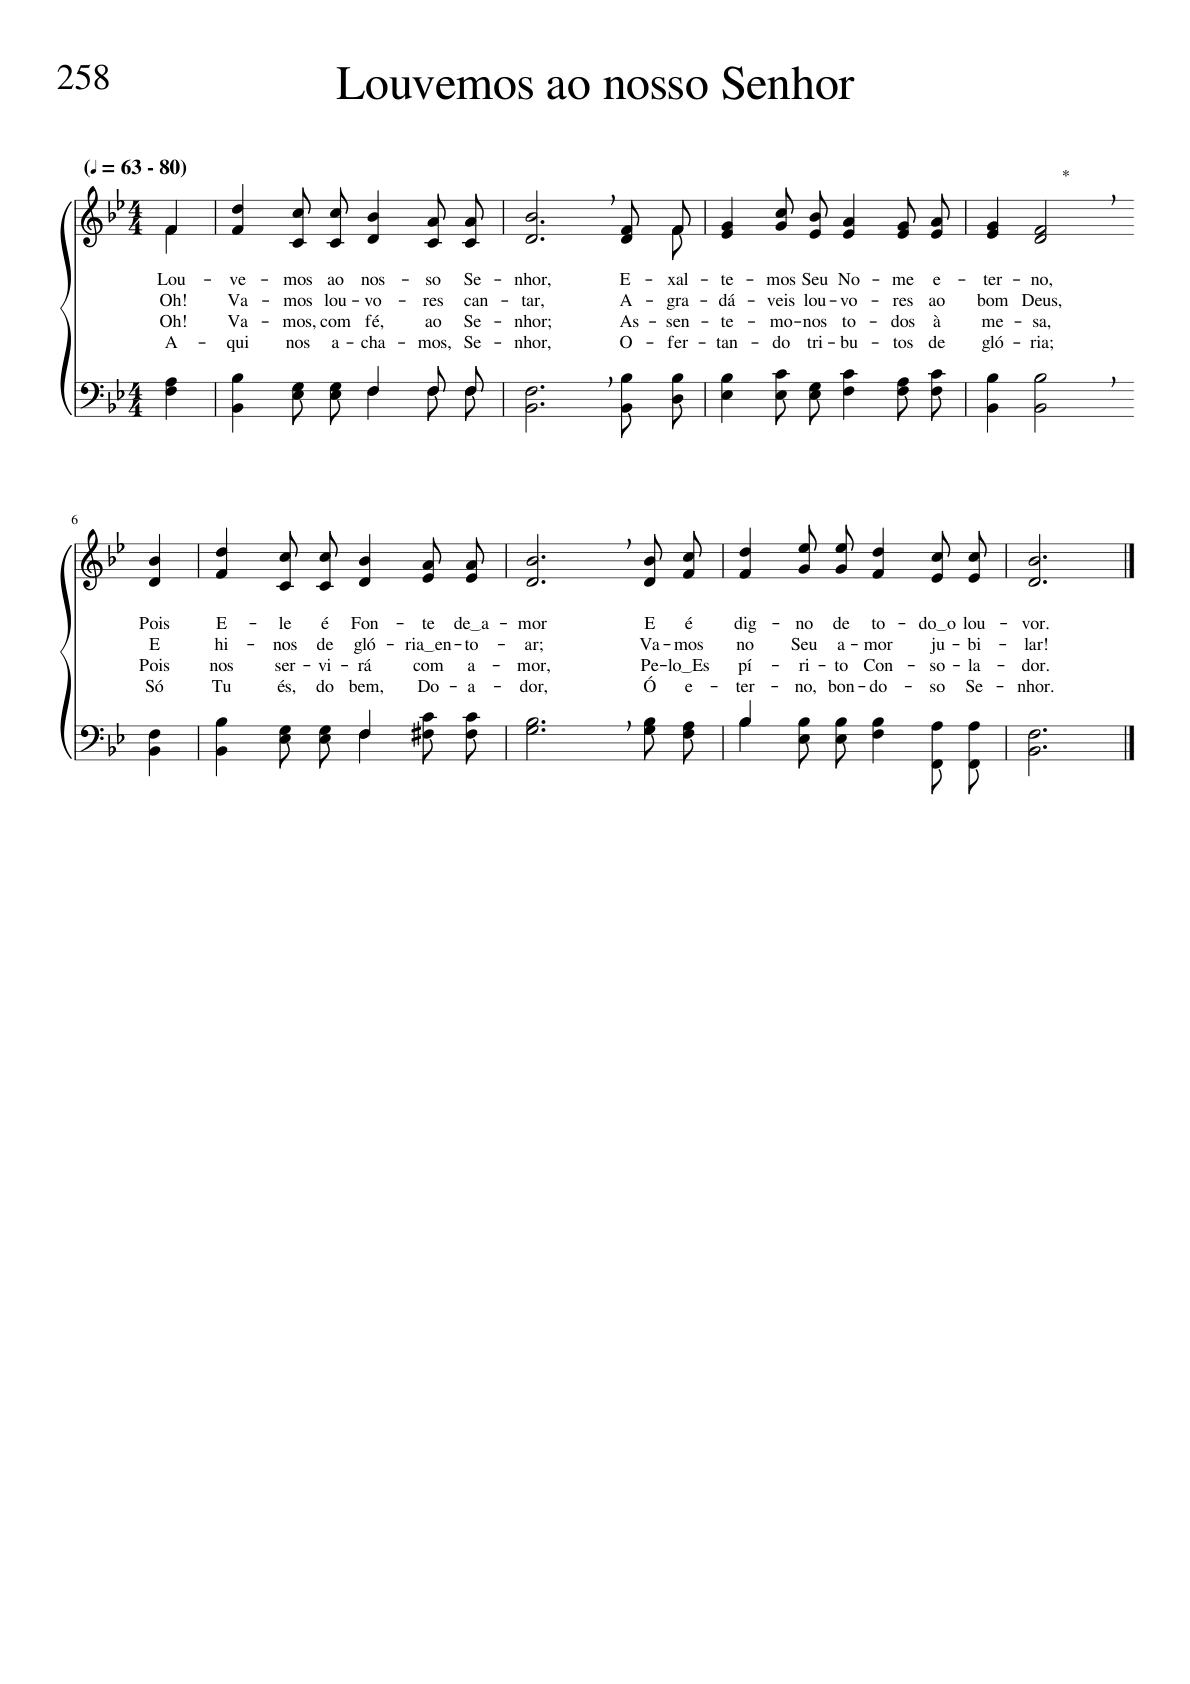 258
Louvemos ao nosso Senhor
(♩ = 63 - 80)
*
Lou - ve - mos ao nos - so Se - nhor, E - xal - te - mos Seu No - me e - ter - no,
Oh! Va - mos lou - vo - res can - tar, A - gra - dá - veis lou - vo - res ao bom Deus,
Oh! Va - mos, com fé, ao Se - nhor; As - sen - te - mo - nos to - dos à me - sa,
A - qui nos a - cha - mos, Se - nhor, O - fer - tan - do tri - bu - tos de gló - ria;
6
Pois E - le é Fon - te de_a - mor E é dig - no de to - do_o lou - vor.
E hi - nos de gló - ria_en - to - ar; Va - mos no Seu a - mor ju - bi - lar!
Pois nos ser - vi - rá com a - mor, Pe - lo_Es pí - ri - to Con - so - la - dor.
Só Tu és, do bem, Do - a - dor, Ó e - ter - no, bon - do - so Se - nhor.